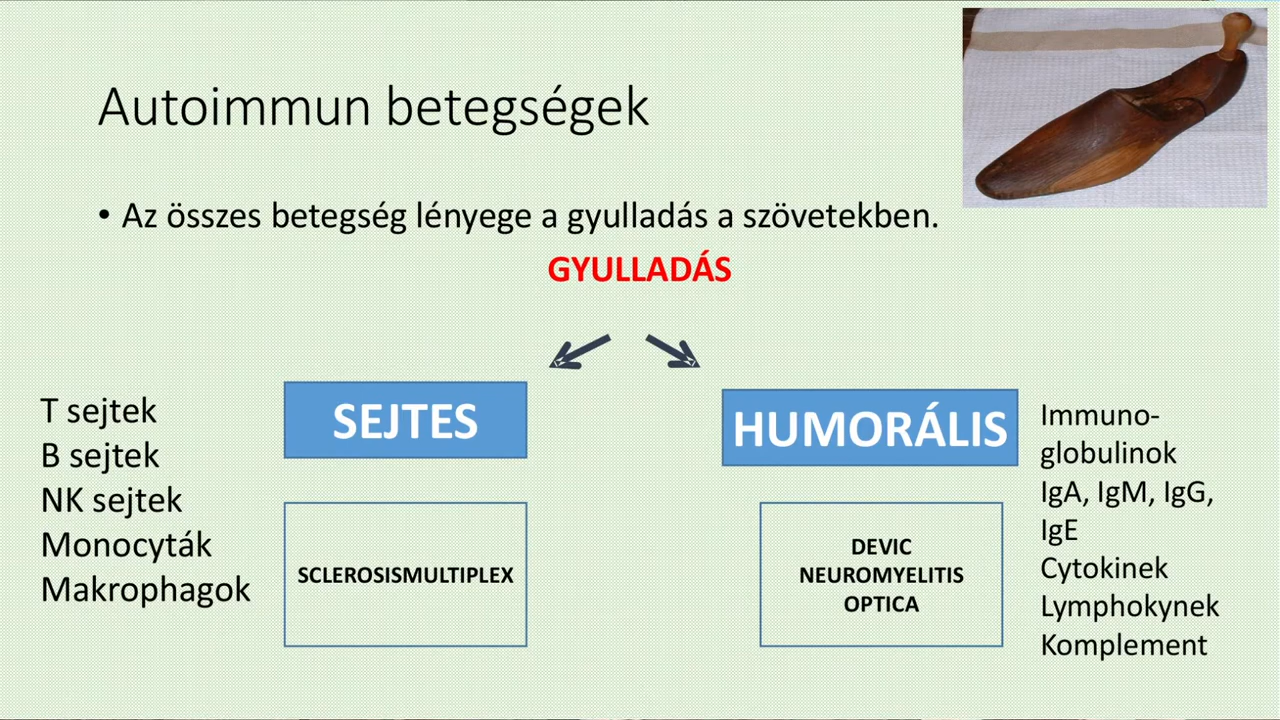 Autoimmun betegségek
• Az összes betegség lényege a gyulladás a szövetekben.
GYULLADÁS
T sejtek
B sejtek
NK sejtek
Monocyták
Makrophagok
SEJTES
SCLEROSISMULTIPLEX
HUMORÁLIS
DEVIC
NEUROMYELITIS
OPTICA
Immuno-
globulinok
IgA, IgM, IgG,
IgE
Cytokinek
Lymphokynek
Komplement